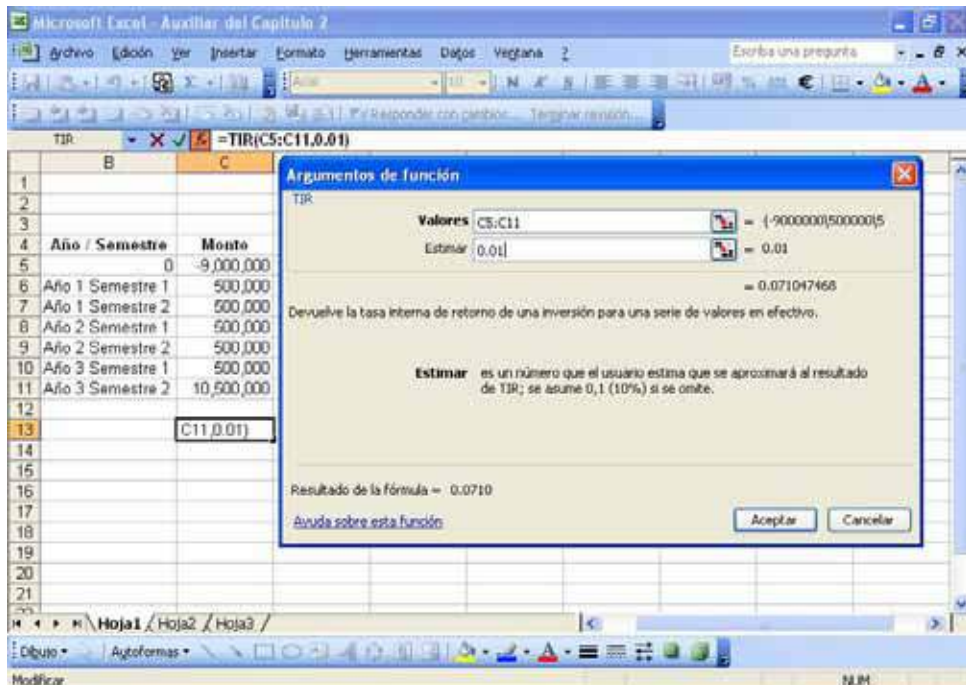 Microsoft Excel - Auxiliar del Capitulo 2
Archivo Edición Ver Insertar Formato Herramientas Datos Ventana ? Escriba una pregunta
Arial 10 N K S € A
Responder con cambios... Terminar revisión...
TIR =TIR(C5:C11,0.01)
B C
Argumentos de función
TIR
Valores C5:C11 = {-9000000\500000\5
Estimar 0.01 = 0.01
= 0.071047468
Devuelve la tasa interna de retorno de una inversión para una serie de valores en efectivo.
Estimar es un número que el usuario estima que se aproximará al resultado
de TIR; se asume 0,1 (10%) si se omite.
Resultado de la fórmula = 0.0710
Ayuda sobre esta función
Aceptar Cancelar
1
2
3
4 Año / Semestre Monto
5 0 -9,000,000
6 Año 1 Semestre 1 500,000
7 Año 1 Semestre 2 500,000
8 Año 2 Semestre 1 500,000
9 Año 2 Semestre 2 500,000
10 Año 3 Semestre 1 500,000
11 Año 3 Semestre 2 10,500,000
12
13 C11,0.01)
14
15
16
17
18
19
20
21
Hoja1 / Hoja2 / Hoja3 /
Dibujo Autoformas A
Modificar NUM